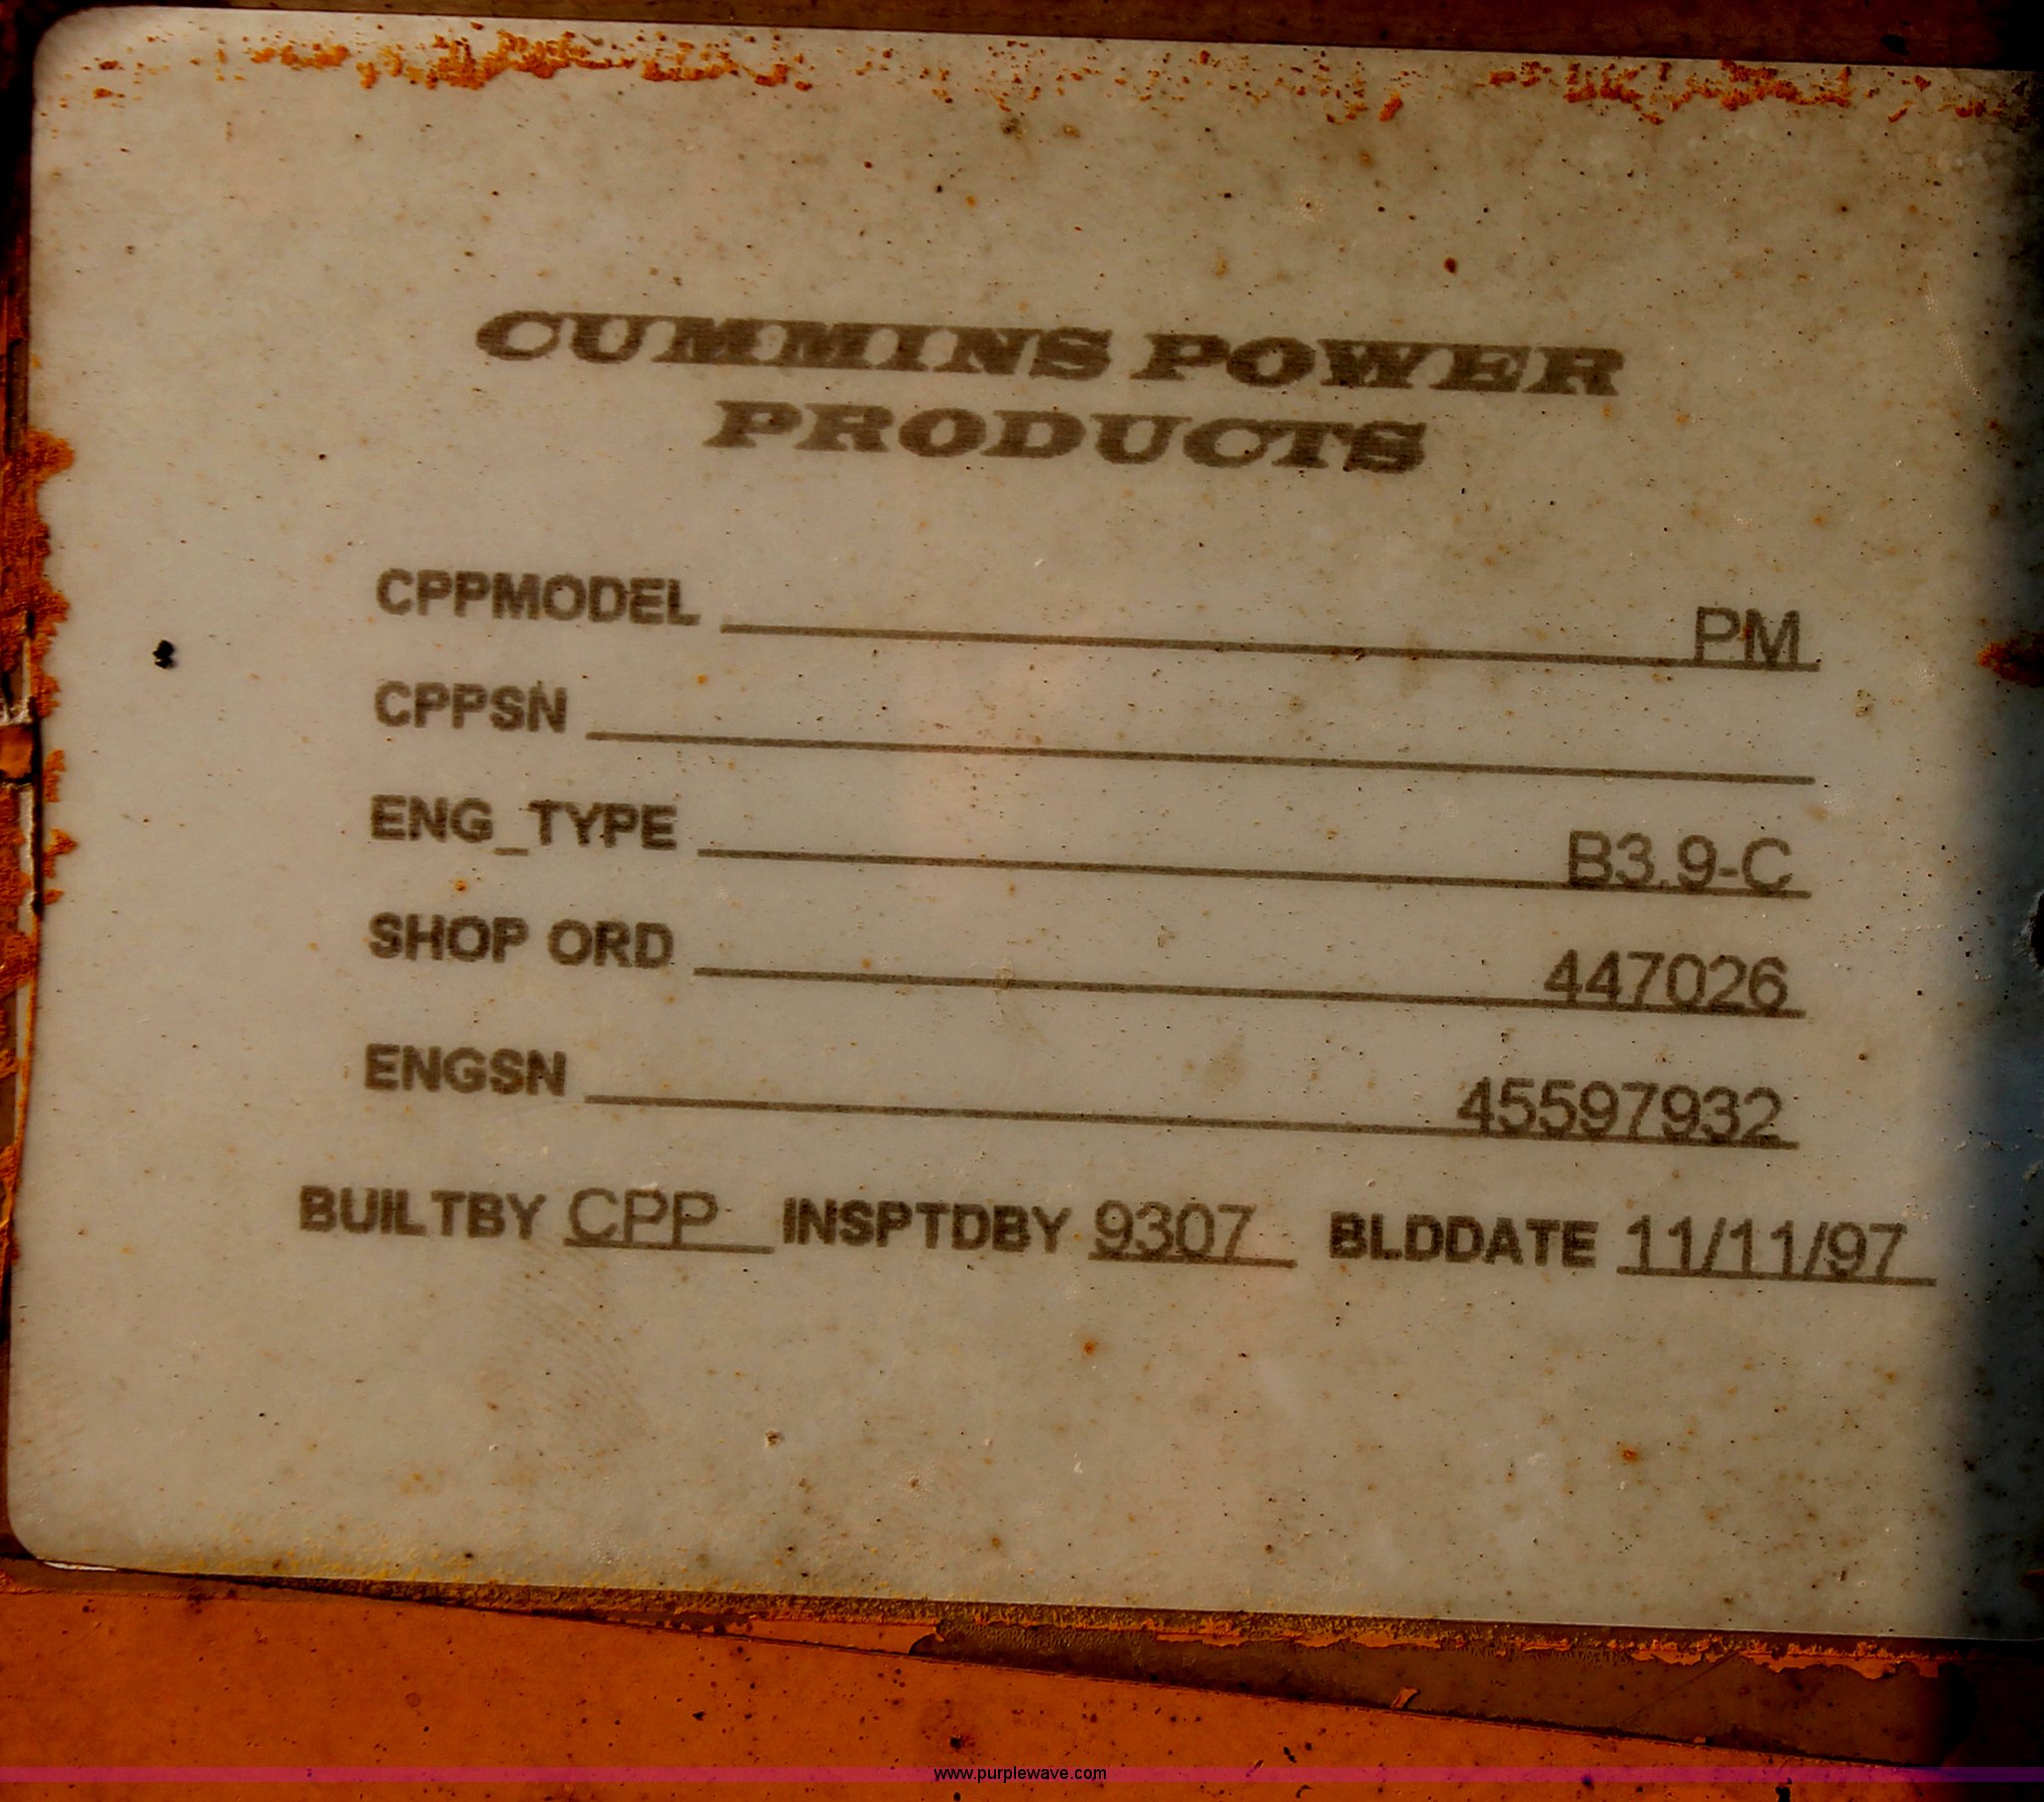 CUMMINS POWER
PRODUCTS
CPPMODEL PM
CPPSN
ENG_TYPE B3.9-C
SHOP ORD 447026
ENGSN 45597932
BUILTBY CPP INSPTDBY 9307 BLDDATE 11/11/97
www.purplewave.com